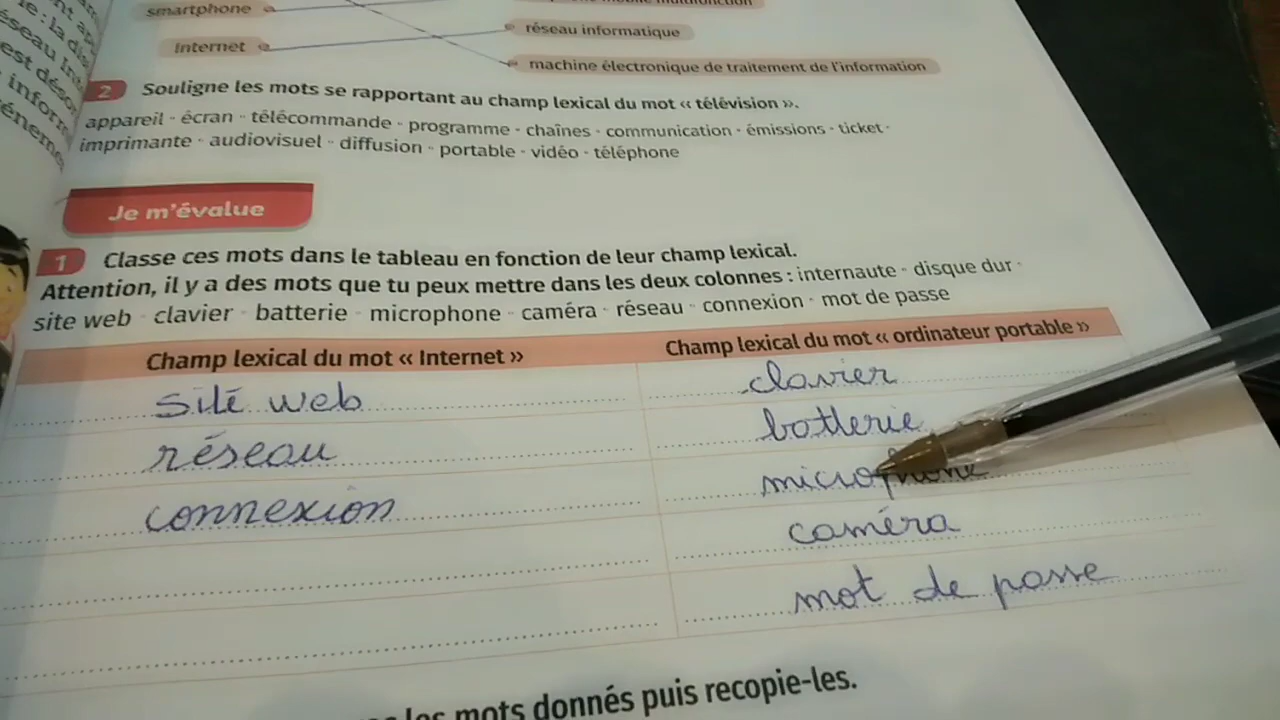 smartphone
Internet
réseau informatique
machine électronique de traitement de l'information
2 Souligne les mots se rapportant au champ lexical du mot « télévision ».
appareil - écran - télécommande - programme - chaînes - communication - émissions - ticket -
imprimante - audiovisuel - diffusion - portable - vidéo - téléphone
Je m'évalue
1 Classe ces mots dans le tableau en fonction de leur champ lexical.
Attention, il y a des mots que tu peux mettre dans les deux colonnes : internaute - disque dur -
site web - clavier - batterie - microphone - caméra - réseau - connexion - mot de passe
Champ lexical du mot « Internet » Champ lexical du mot « ordinateur portable »
site web clavier
réseau batterie
connexion microphone
caméra
mot de passe
les mots donnés puis recopie-les.